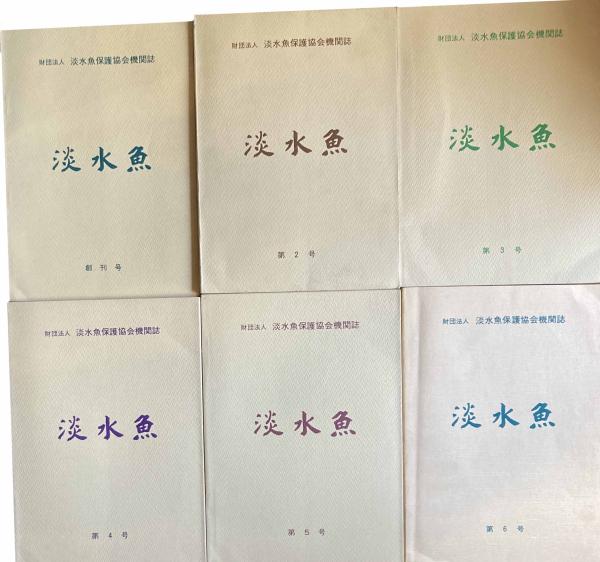 財団法人 淡水魚保護協会機関誌
淡水魚
創刊号
財団法人 淡水魚保護協会機関誌
淡水魚
第2号
財団法人 淡水魚保護協会機関誌
淡水魚
第3号
財団法人 淡水魚保護協会機関誌
淡水魚
第4号
財団法人 淡水魚保護協会機関誌
淡水魚
第5号
財団法人 淡水魚保護協会機関誌
淡水魚
第6号